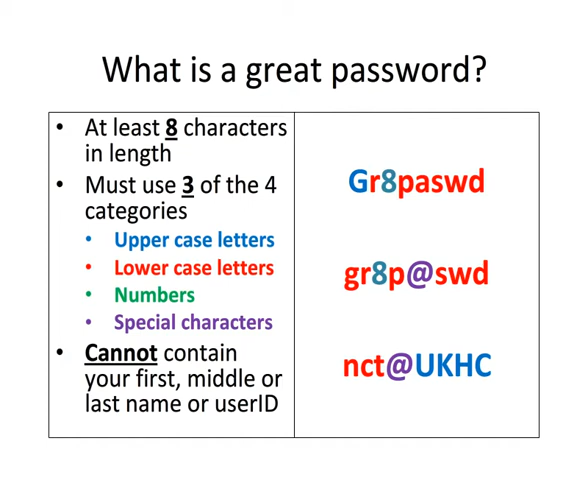 What is a great password?
• At least 8 characters
in length
• Must use 3 of the 4
categories
• Upper case letters
• Lower case letters
• Numbers
• Special characters
• Cannot contain
your first, middle or
last name or userID
Gr8paswd
gr8p@swd
nct@UKHC